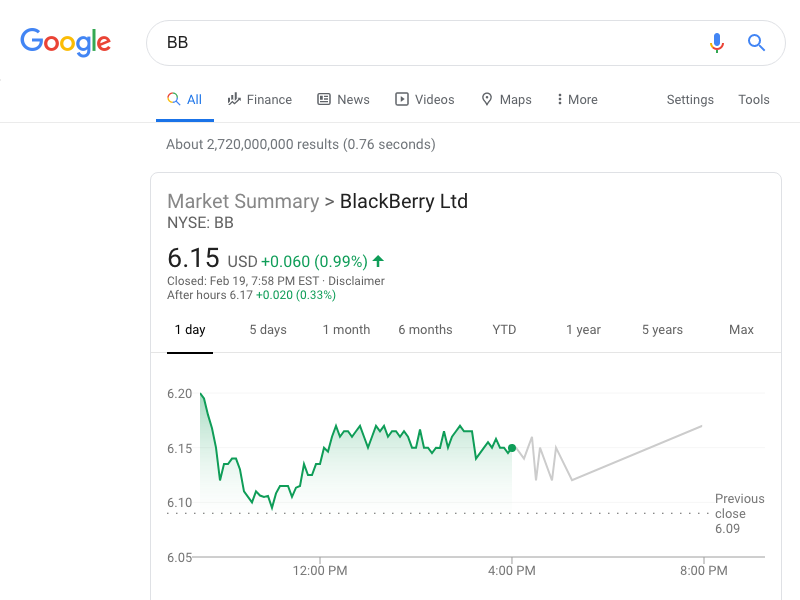 Google
BB
All Finance News Videos Maps More Settings Tools
About 2,720,000,000 results (0.76 seconds)
Market Summary > BlackBerry Ltd
NYSE: BB
6.15 USD +0.060 (0.99%)
Closed: Feb 19, 7:58 PM EST · Disclaimer
After hours 6.17 +0.020 (0.33%)
1 day 5 days 1 month 6 months YTD 1 year 5 years Max
6.20
6.15
6.10
Previous
close
6.09
6.05
12:00 PM 4:00 PM 8:00 PM